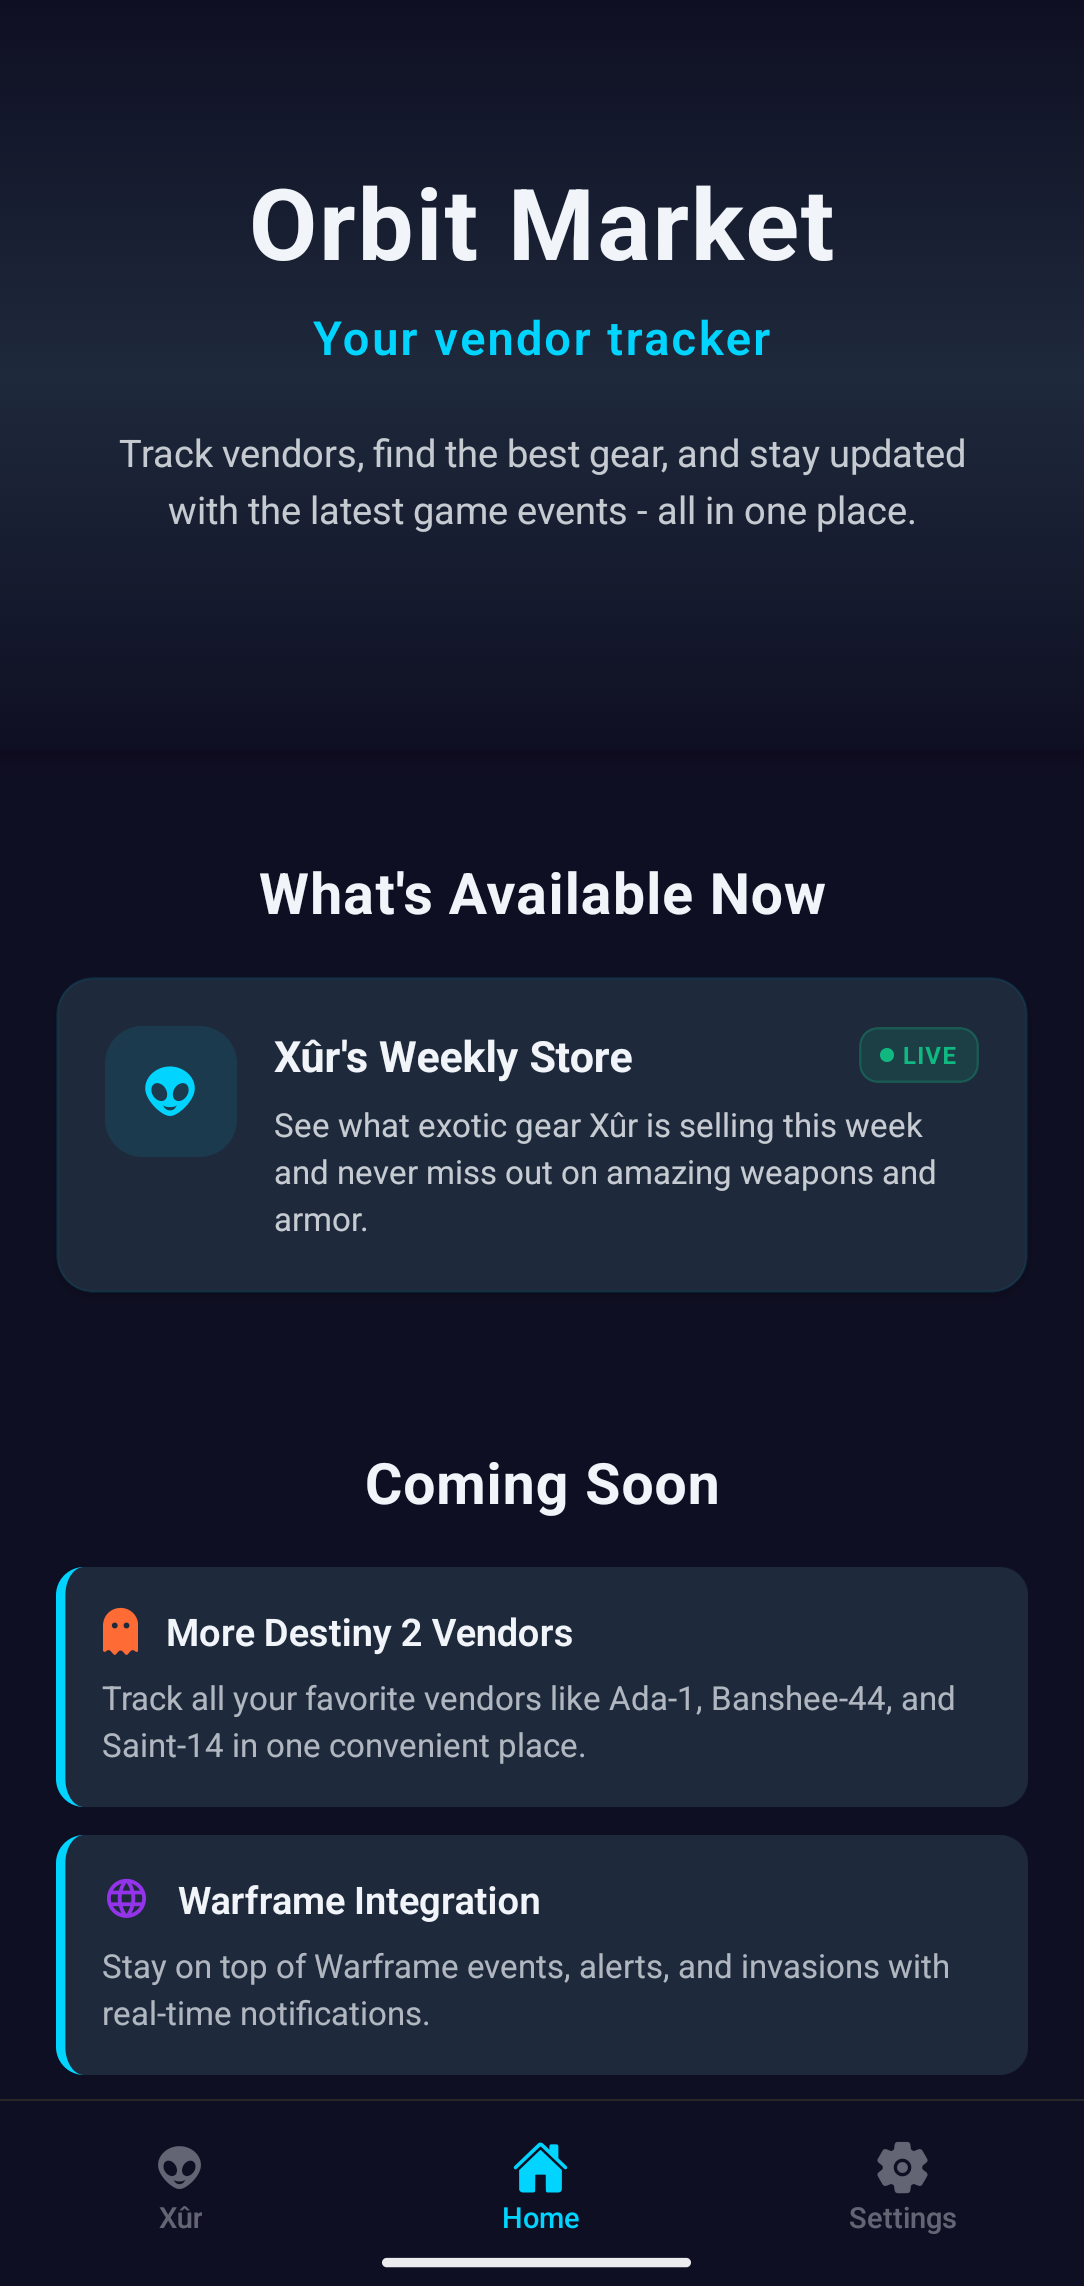 Orbit Market
Your vendor tracker
Track vendors, find the best gear, and stay updated
with the latest game events - all in one place.
What's Available Now
Xûr's Weekly Store
LIVE
See what exotic gear Xûr is selling this week
and never miss out on amazing weapons and
armor.
Coming Soon
More Destiny 2 Vendors
Track all your favorite vendors like Ada-1, Banshee-44, and
Saint-14 in one convenient place.
Warframe Integration
Stay on top of Warframe events, alerts, and invasions with
real-time notifications.
Xûr
Home
Settings